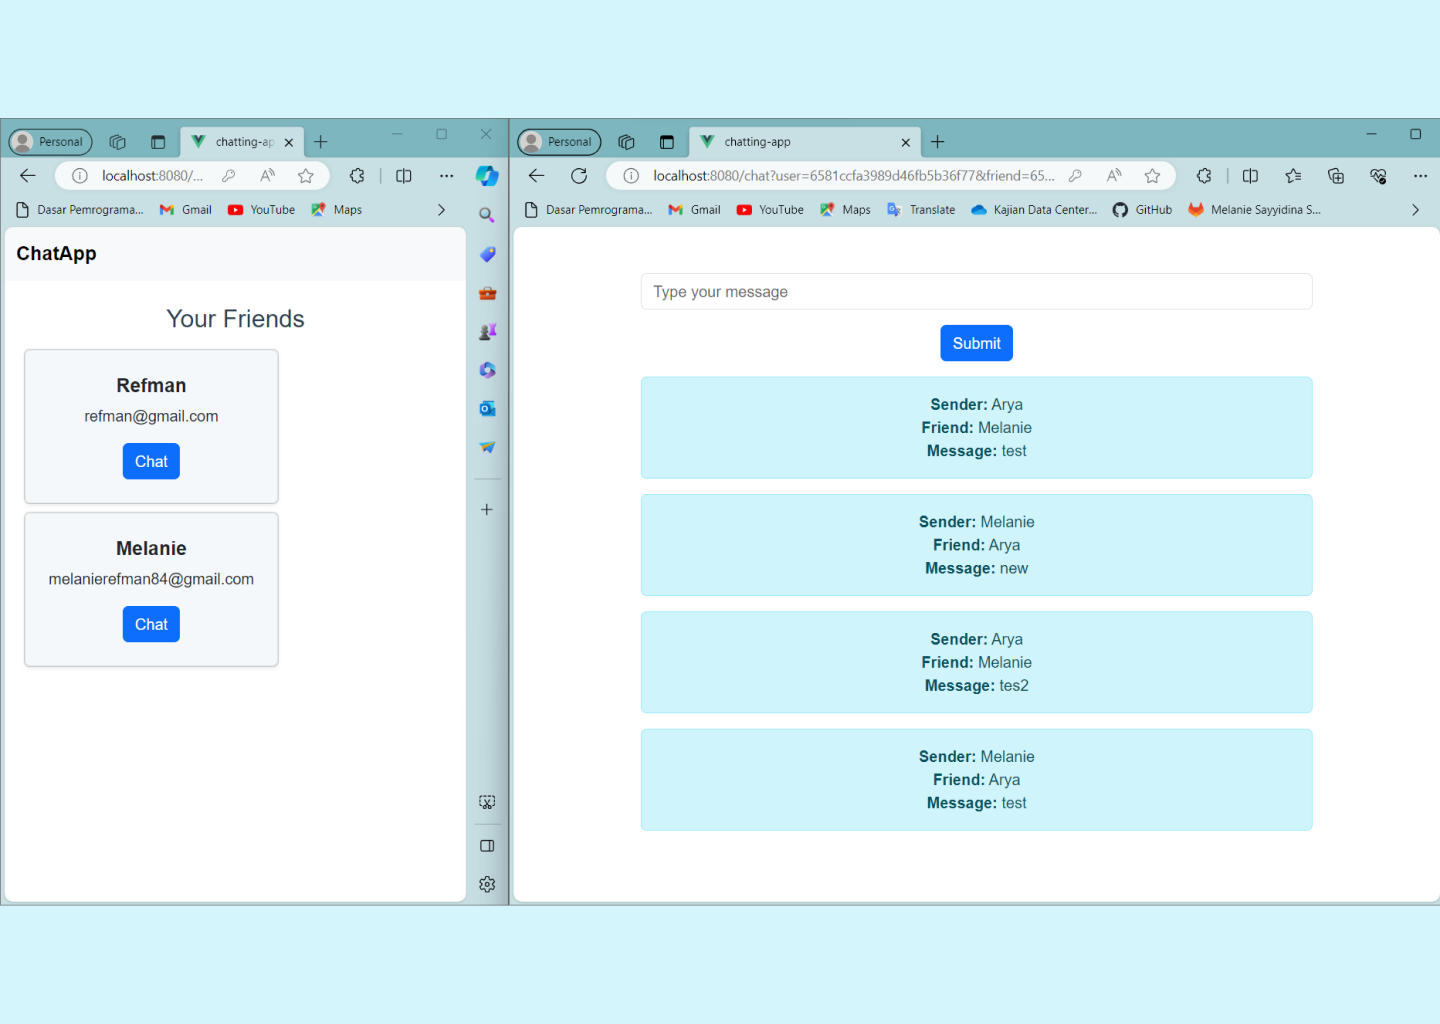 Personal
chatting-ap
localhost:8080/...
Dasar Pemrograma...
Gmail
YouTube
Maps
ChatApp
Your Friends
Refman
refman@gmail.com
Chat
Melanie
melanierefman84@gmail.com
Chat
Personal
chatting-app
localhost:8080/chat?user=6581ccfa3989d46fb5b36f77&friend=65...
Dasar Pemrograma...
Gmail
YouTube
Maps
Translate
Kajian Data Center...
GitHub
Melanie Sayyidina S...
Type your message
Submit
Sender: Arya
Friend: Melanie
Message: test
Sender: Melanie
Friend: Arya
Message: new
Sender: Arya
Friend: Melanie
Message: tes2
Sender: Melanie
Friend: Arya
Message: test